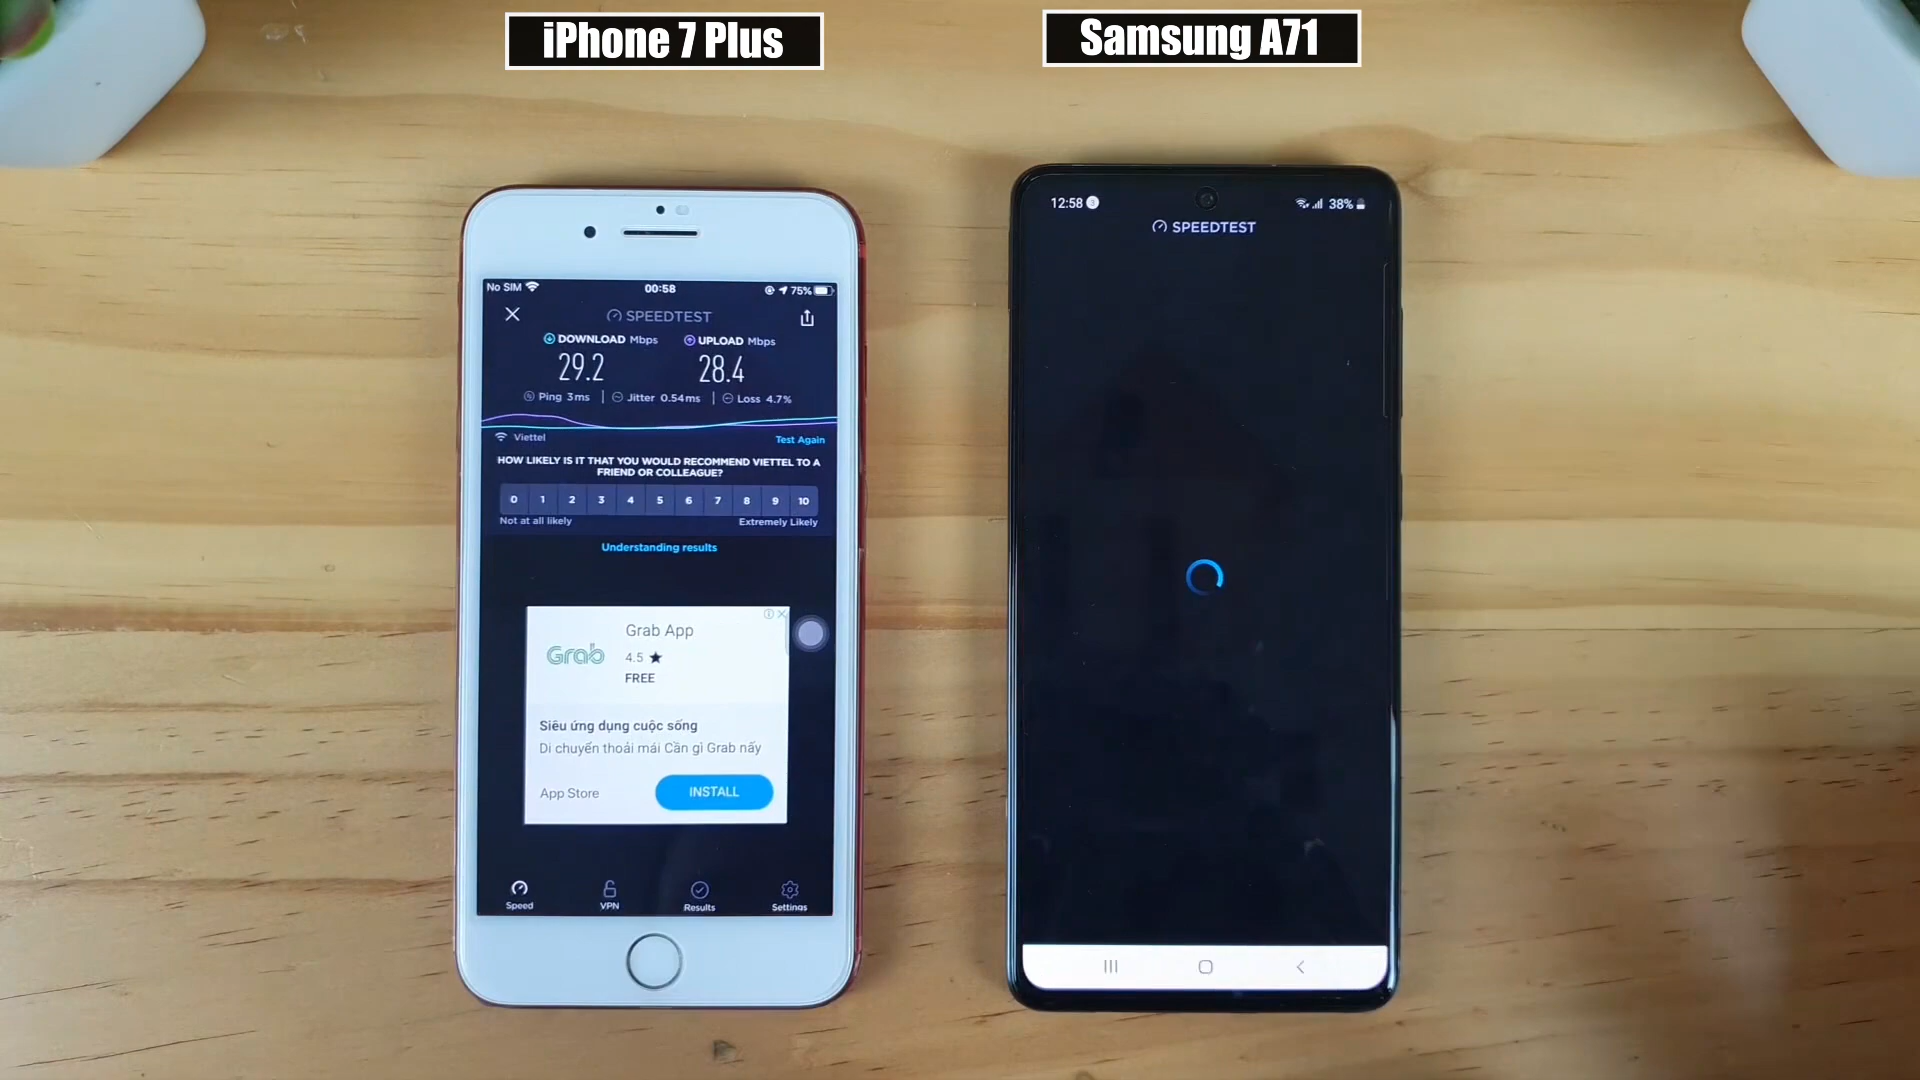 iPhone 7 Plus
Samsung A71
No SIM 00:58 75%
SPEEDTEST
DOWNLOAD Mbps UPLOAD Mbps
29.2 28.4
Ping 3ms Jitter 0.54ms Loss 4.7%
Viettel Test Again
HOW LIKELY IS IT THAT YOU WOULD RECOMMEND VIETTEL TO A
FRIEND OR COLLEAGUE?
0 1 2 3 4 5 6 7 8 9 10
Not at all likely Extremely Likely
Understanding results
Grab
Grab App
4.5 ★
FREE
Siêu ứng dụng cuộc sống
Di chuyển thoải mái Cần gì Grab nấy
App Store INSTALL
Speed VPN Results Settings
12:58 38%
SPEEDTEST